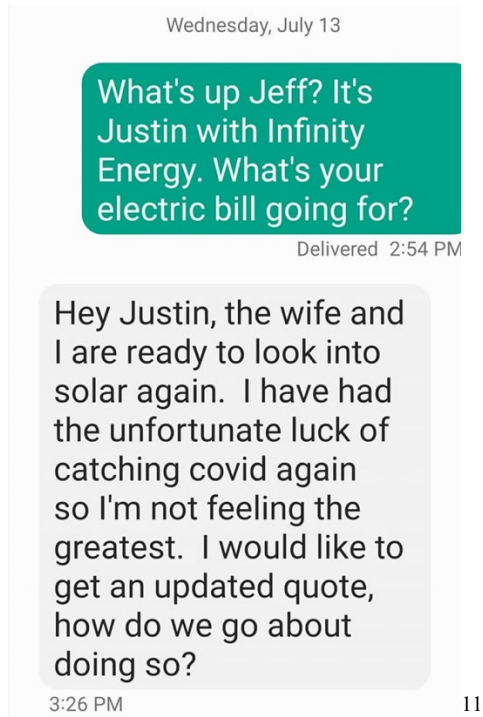 Wednesday, July 13
What's up Jeff? It's
Justin with Infinity
Energy. What's your
electric bill going for?
Delivered 2:54 PM
Hey Justin, the wife and
I are ready to look into
solar again.  I have had
the unfortunate luck of
catching covid again
so I'm not feeling the
greatest.  I would like to
get an updated quote,
how do we go about
doing so?
3:26 PM
11